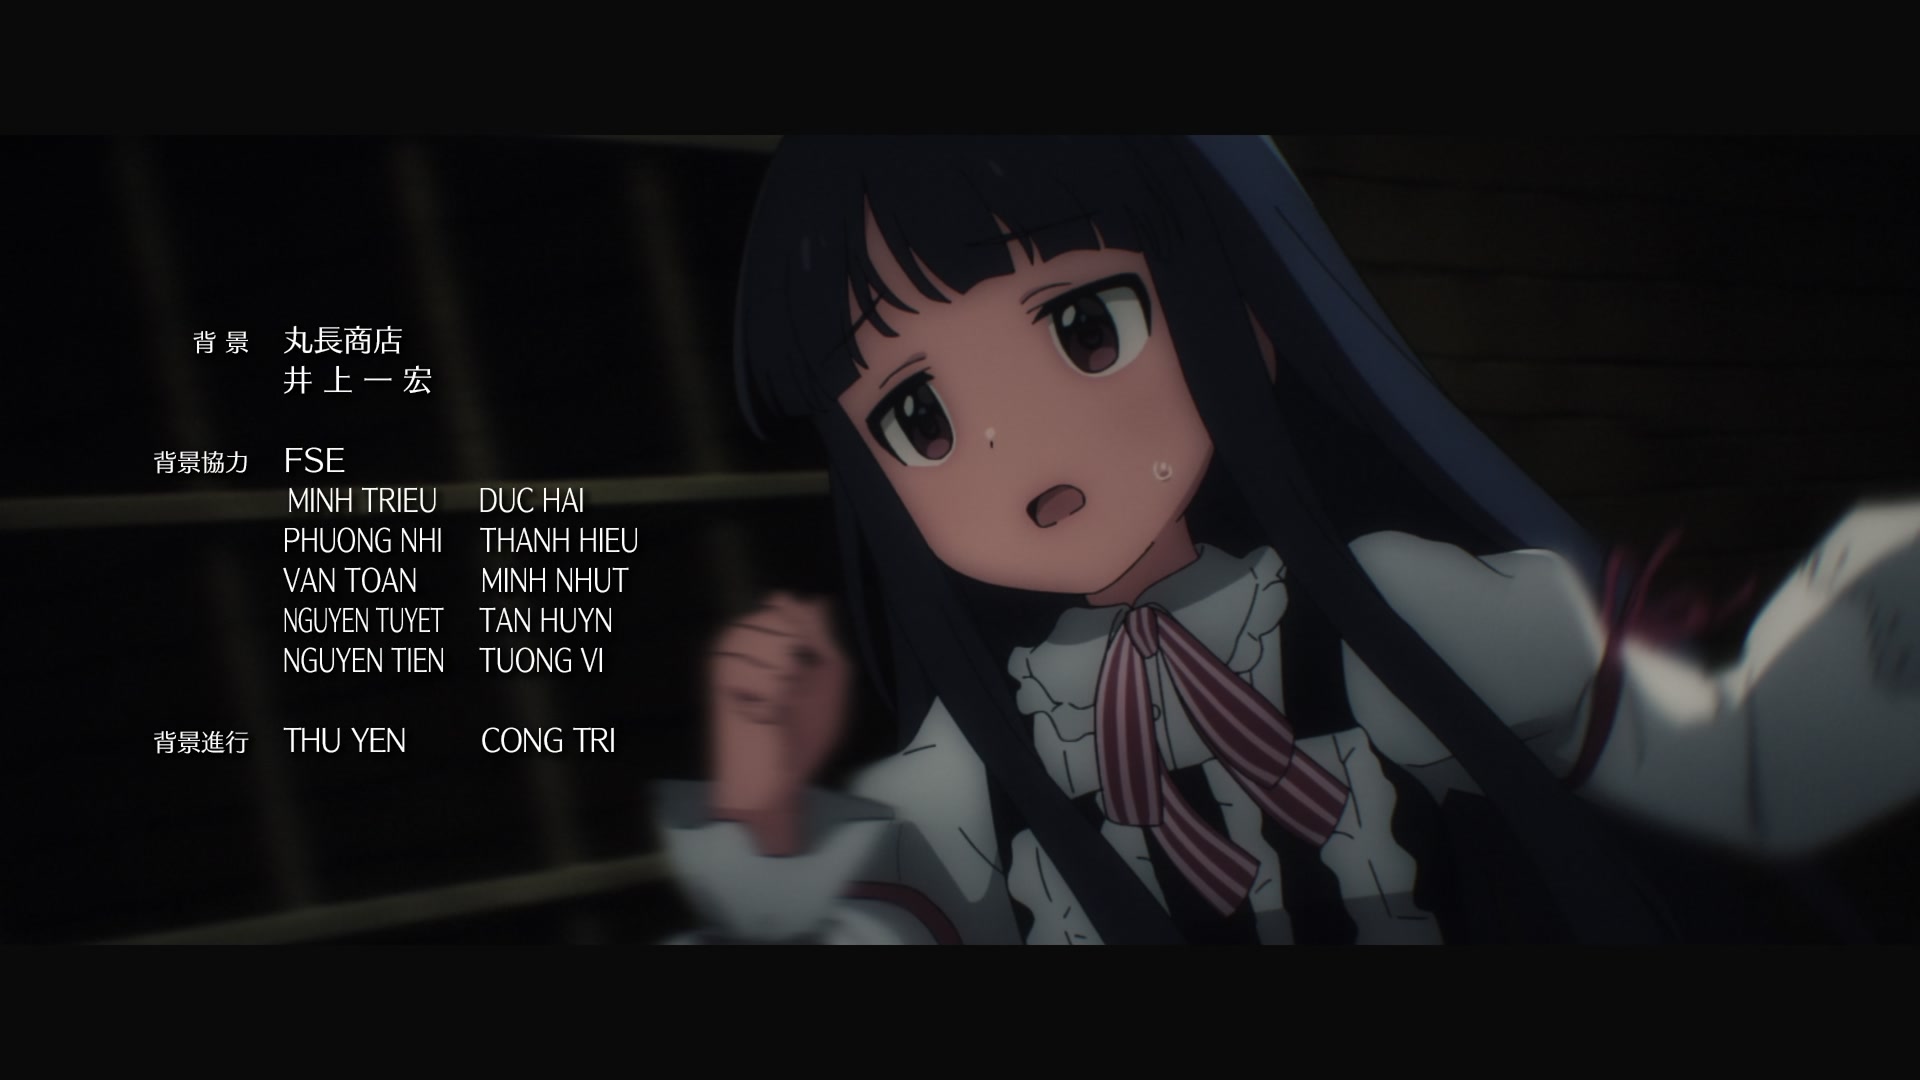 背景 丸長商店
井上一宏
背景協力 FSE
MINH TRIEU DUC HAI
PHUONG NHI THANH HIEU
VAN TOAN MINH NHUT
NGUYEN TUYET TAN HUYN
NGUYEN TIEN TUONG VI
背景進行 THU YEN CONG TRI